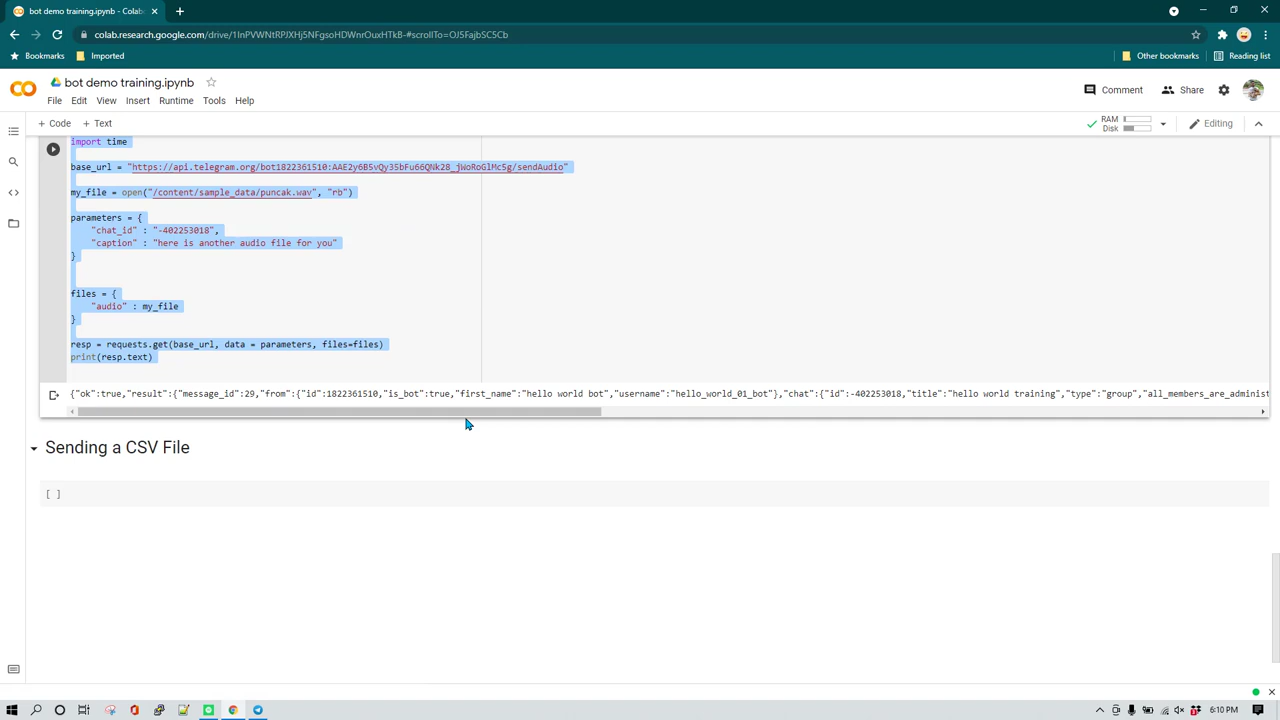 bot demo training.ipynb - Colab
colab.research.google.com/drive/1InPVWNtRPJXHj5NFgsoHDWnrOuxHTkB-#scrollTo=OJ5FajbSC5Cb
Bookmarks Imported Other bookmarks Reading list
bot demo training.ipynb
Comment Share
File Edit View Insert Runtime Tools Help
+ Code + Text
RAM
Disk
Editing
import time
base_url = "https://api.telegram.org/bot1822361510:AAE2y6B5vQy35bFu66QNk28_jWoRoGlMc5g/sendAudio"
my_file = open("/content/sample_data/puncak.wav", "rb")
parameters = {
"chat_id" : "-402253018",
"caption" : "here is another audio file for you"
}
files = {
"audio" : my_file
}
resp = requests.get(base_url, data = parameters, files=files)
print(resp.text)
{"ok":true,"result":{"message_id":29,"from":{"id":1822361510,"is_bot":true,"first_name":"hello world bot","username":"hello_world_01_bot"},"chat":{"id":-402253018,"title":"hello world training","type":"group","all_members_are_administ
Sending a CSV File
[ ]
6:10 PM